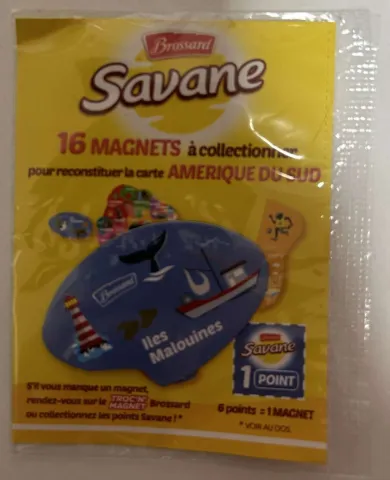 Brossard
Savane
16 MAGNETS à collectionner
pour reconstituer la carte AMERIQUE DU SUD
Brossard
Iles
Malouines
Brossard
Savane
1 POINT
S'il vous manque un magnet,
rendez-vous sur le TROC'N' MAGNET Brossard
ou collectionnez les points Savane !*
6 points = 1 MAGNET
* VOIR AU DOS.